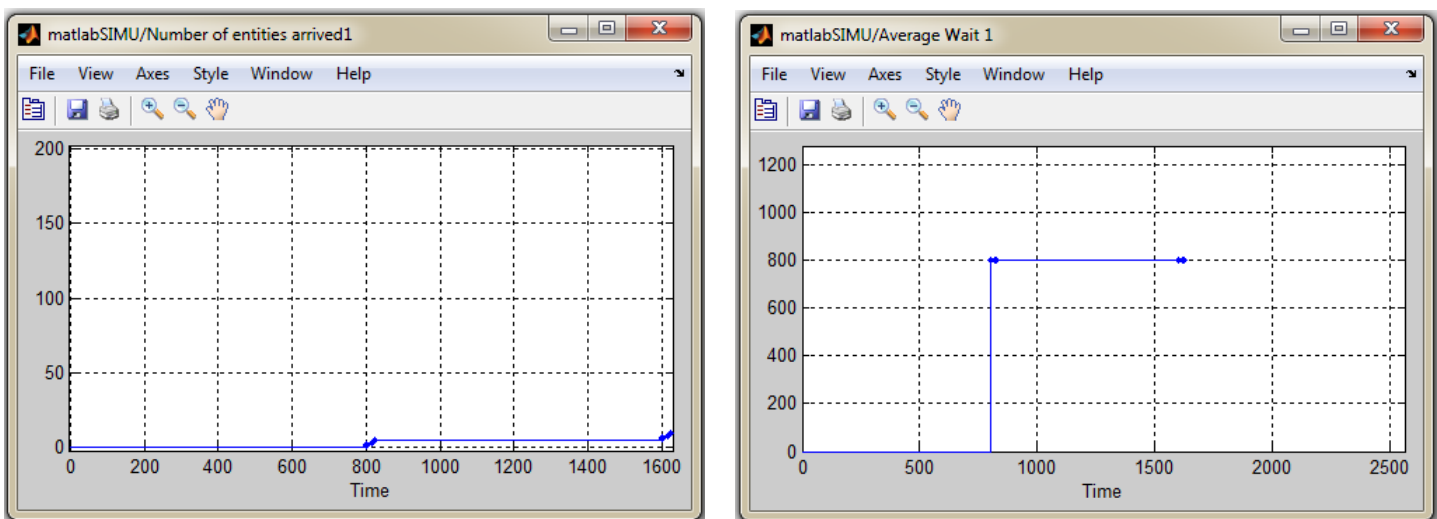 matlabSIMU/Number of entities arrived1
File View Axes Style Window Help
200
150
100
50
0
0 200 400 600 800 1000 1200 1400 1600
Time
matlabSIMU/Average Wait 1
File View Axes Style Window Help
1200
1000
800
600
400
200
0
0 500 1000 1500 2000 2500
Time